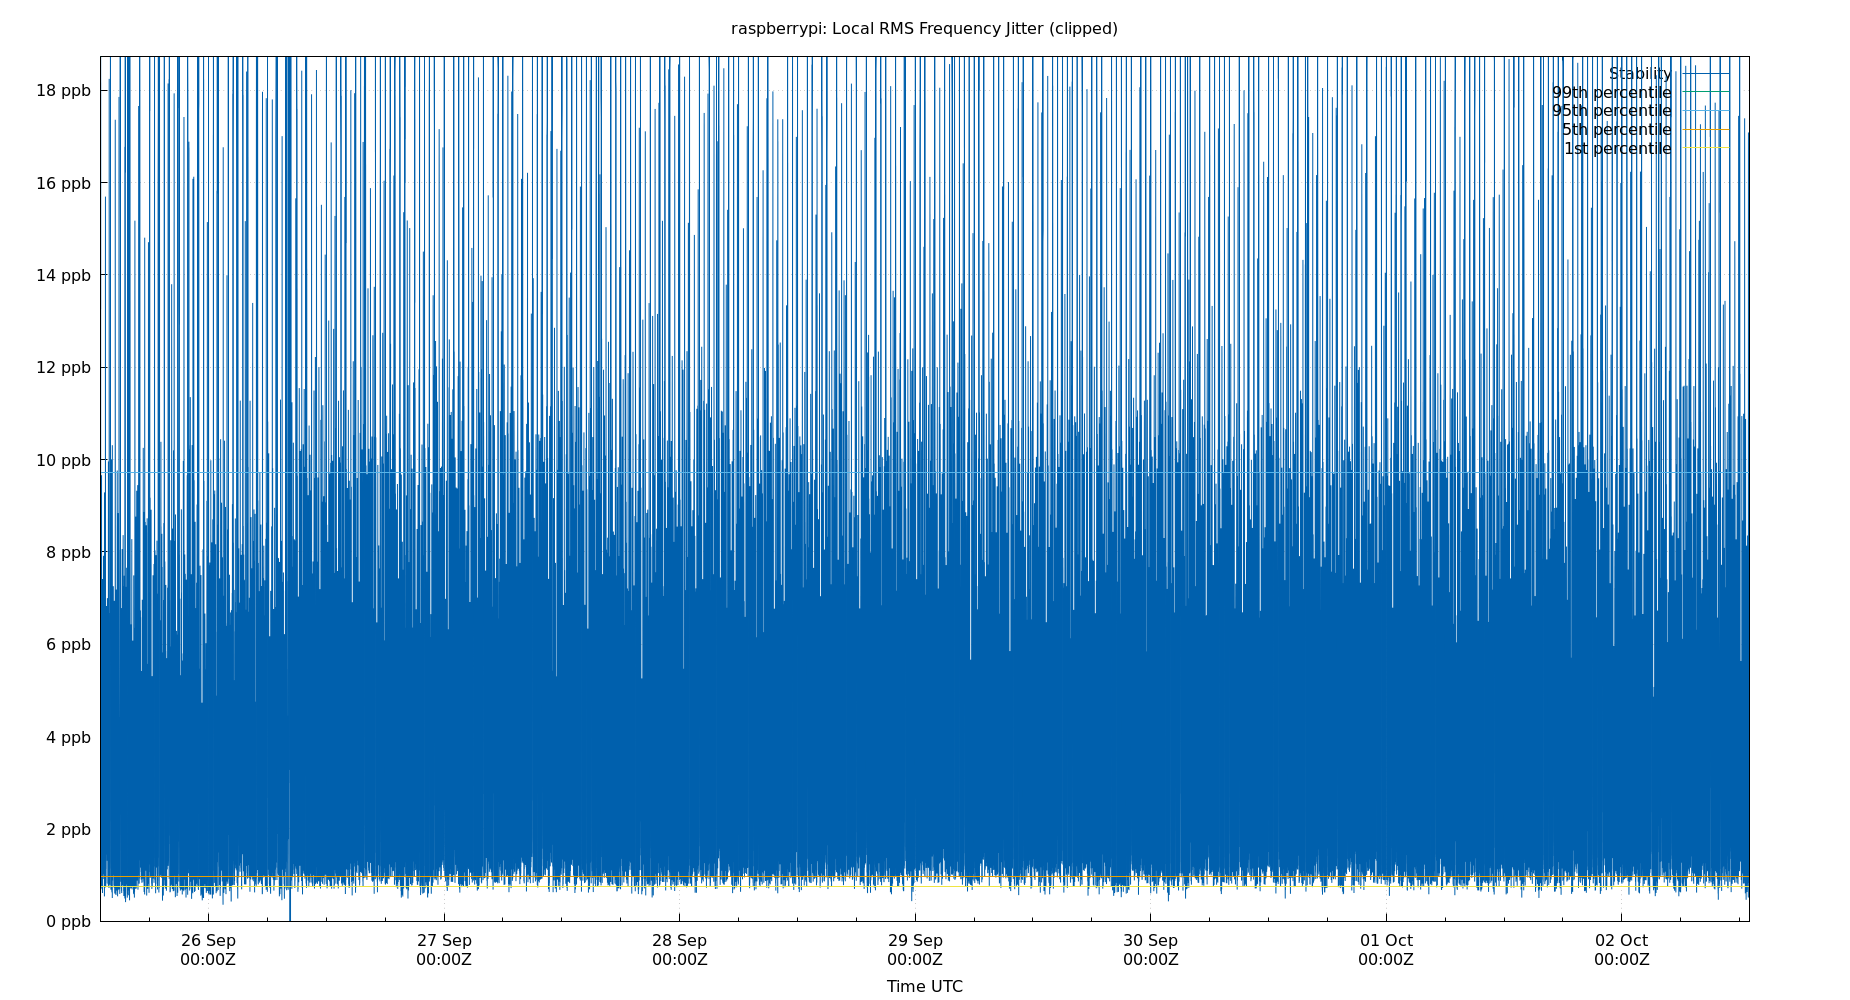 raspberrypi: Local RMS Frequency Jitter (clipped)
Stability
99th percentile
95th percentile
5th percentile
1st percentile
18 ppb
16 ppb
14 ppb
12 ppb
10 ppb
8 ppb
6 ppb
4 ppb
2 ppb
0 ppb
26 Sep 27 Sep 28 Sep 29 Sep 30 Sep 01 Oct 02 Oct
00:00Z 00:00Z 00:00Z 00:00Z 00:00Z 00:00Z 00:00Z
Time UTC